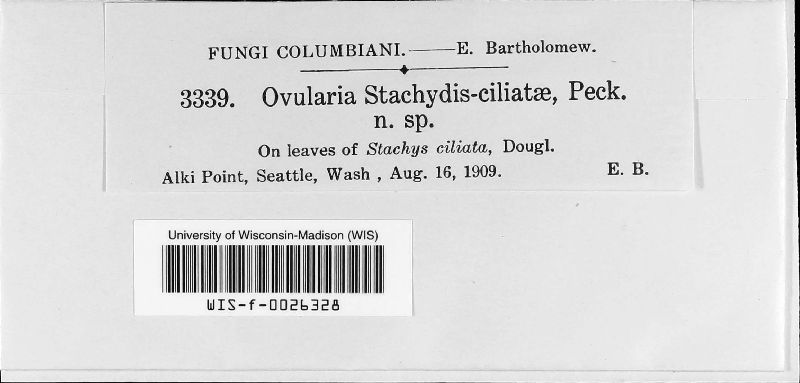 FUNGI COLUMBIANI.——E. Bartholomew.
3339. Ovularia Stachydis-ciliatæ, Peck.
n. sp.
On leaves of Stachys ciliata, Dougl.
Alki Point, Seattle, Wash , Aug. 16, 1909. E. B.
University of Wisconsin-Madison (WIS)
WIS-f-0026328